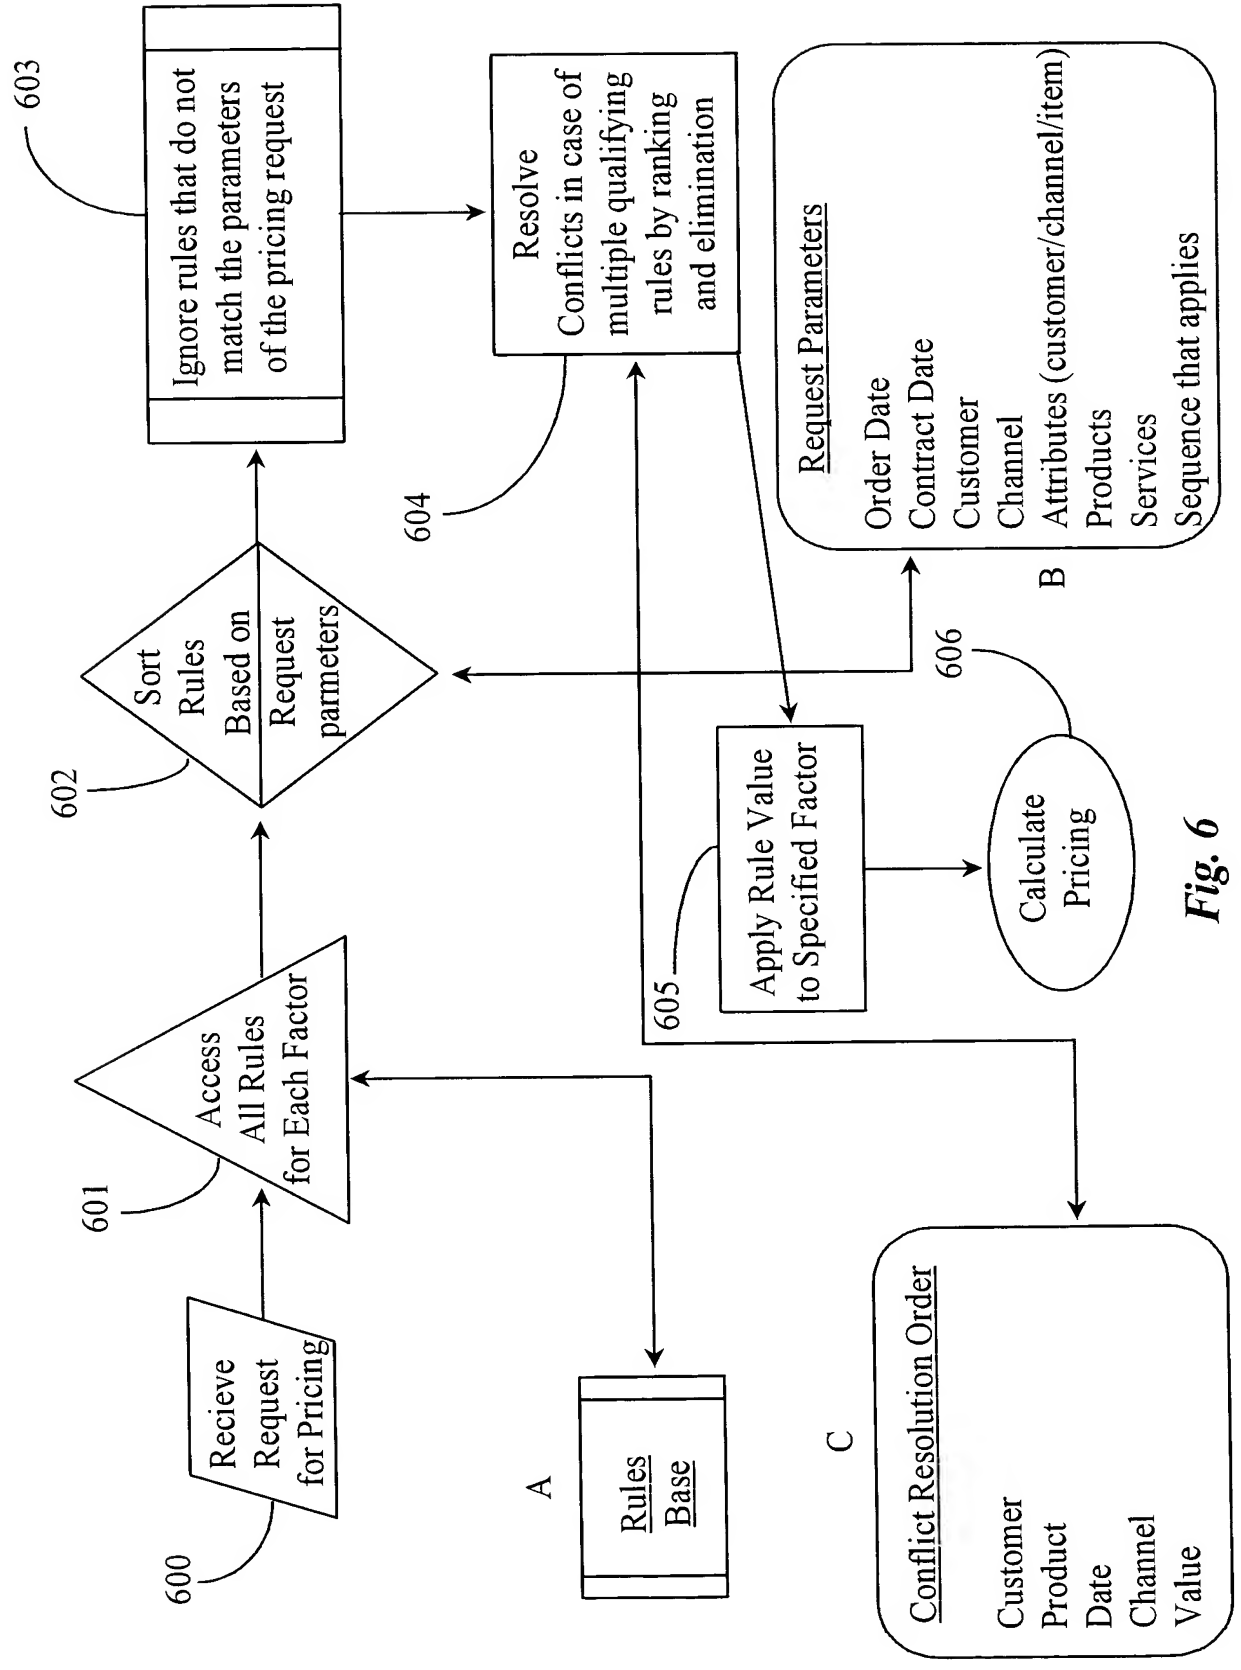 600
Recieve
Request
for Pricing
601
Access
All Rules
for Each Factor
602
Sort
Rules
Based on
Request
parmeters
603
Ignore rules that do not
match the parameters
of the pricing request
A
Rules
Base
604
Resolve
Conflicts in case of
multiple qualifying
rules by ranking
and elimination
605
Apply Rule Value
to Specified Factor
606
Calculate
Pricing
B
Request Parameters
Order Date
Contract Date
Customer
Channel
Attributes (customer/channel/item)
Products
Services
Sequence that applies
C
Conflict Resolution Order
Customer
Product
Date
Channel
Value
Fig. 6